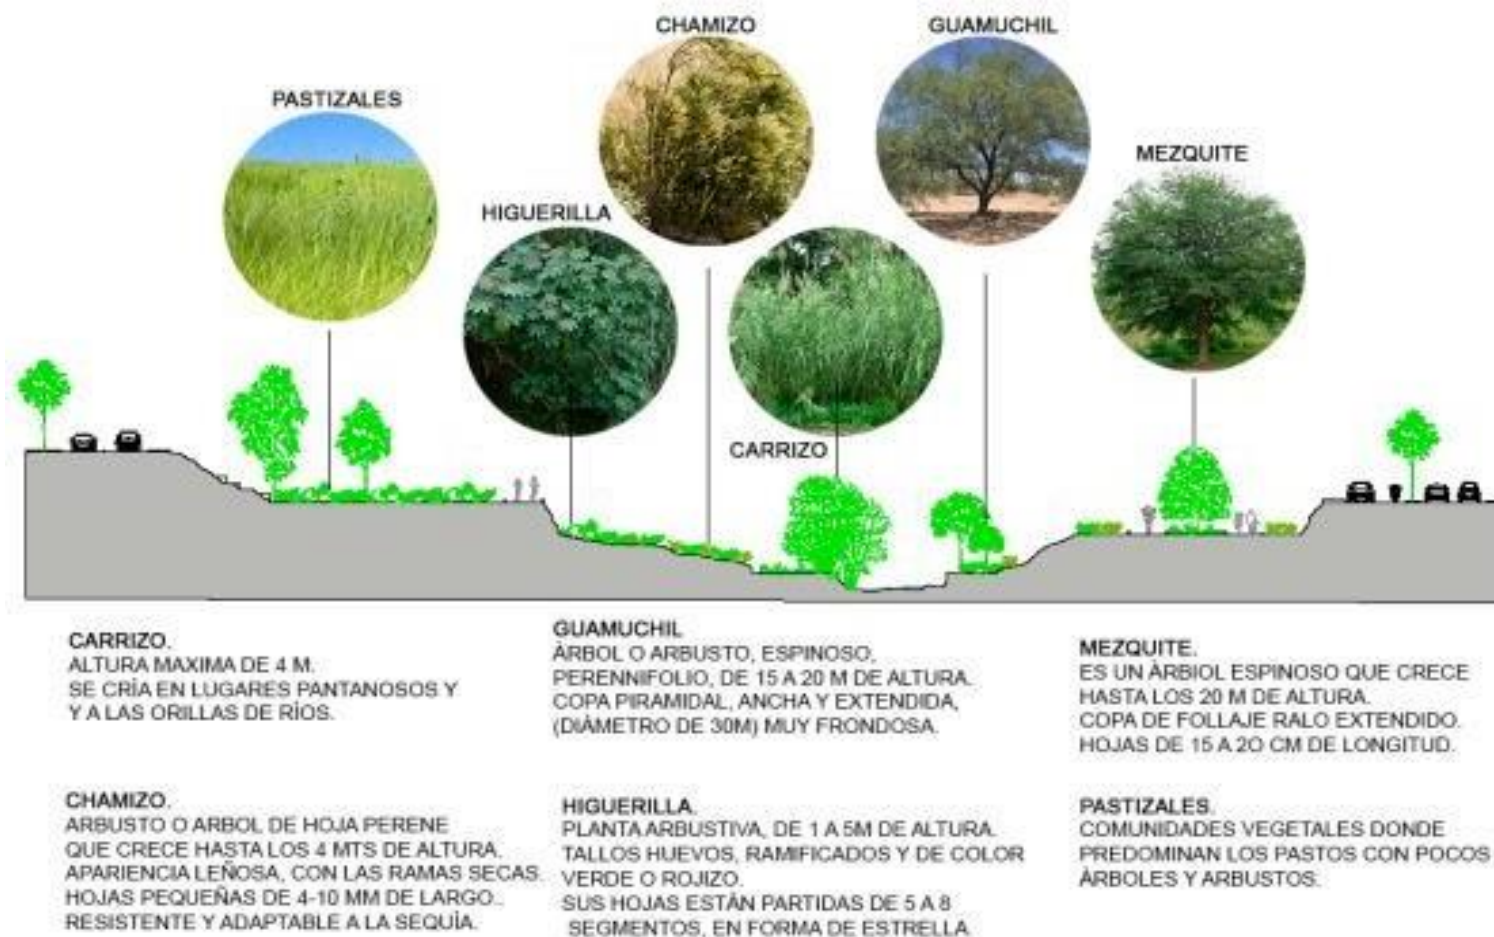 CHAMIZO
GUAMUCHIL
PASTIZALES
MEZQUITE
HIGUERILLA
CARRIZO
CARRIZO.
ALTURA MAXIMA DE 4 M.
SE CRÌA EN LUGARES PANTANOSOS Y
Y A LAS ORILLAS DE RÌOS.
GUAMUCHIL
ÀRBOL O ARBUSTO, ESPINOSO,
PERENNIFOLIO, DE 15 A 20 M DE ALTURA.
COPA PIRAMIDAL, ANCHA Y EXTENDIDA,
(DIÀMETRO DE 30M) MUY FRONDOSA.
MEZQUITE.
ES UN ÀRBIOL ESPINOSO QUE CRECE
HASTA LOS 20 M DE ALTURA.
COPA DE FOLLAJE RALO EXTENDIDO.
HOJAS DE 15 A 2O CM DE LONGITUD.
CHAMIZO.
ARBUSTO O ARBOL DE HOJA PERENE
QUE CRECE HASTA LOS 4 MTS DE ALTURA.
APARIENCIA LEÑOSA, CON LAS RAMAS SECAS.
HOJAS PEQUEÑAS DE 4-10 MM DE LARGO..
RESISTENTE Y ADAPTABLE A LA SEQUÌA.
HIGUERILLA.
PLANTA ARBUSTIVA, DE 1 A 5M DE ALTURA.
TALLOS HUEVOS, RAMIFICADOS Y DE COLOR
VERDE O ROJIZO.
SUS HOJAS ESTÀN PARTIDAS DE 5 A 8
SEGMENTOS, EN FORMA DE ESTRELLA
PASTIZALES.
COMUNIDADES VEGETALES DONDE
PREDOMINAN LOS PASTOS CON POCOS
ÀRBOLES Y ARBUSTOS.